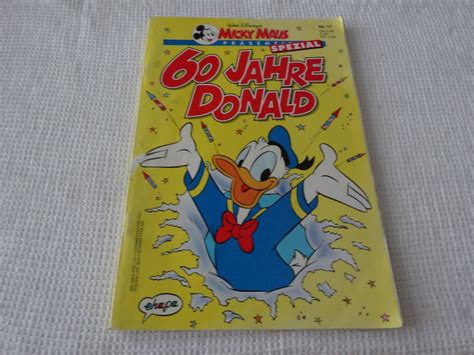 Walt Disney's
MICKY MAUS
PRÄSENTIERT
SPEZIAL
60 JAHRE
DONALD
ehapa